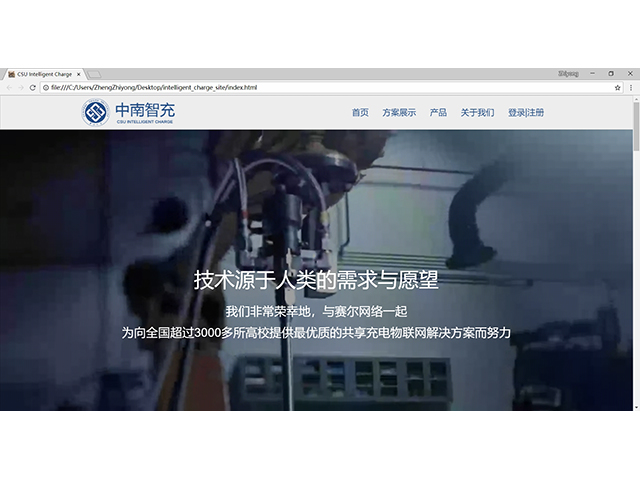 CSU Intelligent Charge
Zhiyong
file:///C:/Users/ZhengZhiyong/Desktop/intelligent_charge_site/index.html
中南智充
CSU INTELLIGENT CHARGE
首页 方案展示 产品 关于我们 登录|注册
技术源于人类的需求与愿望
我们非常荣幸地，与赛尔网络一起
为向全国超过3000多所高校提供最优质的共享充电物联网解决方案而努力